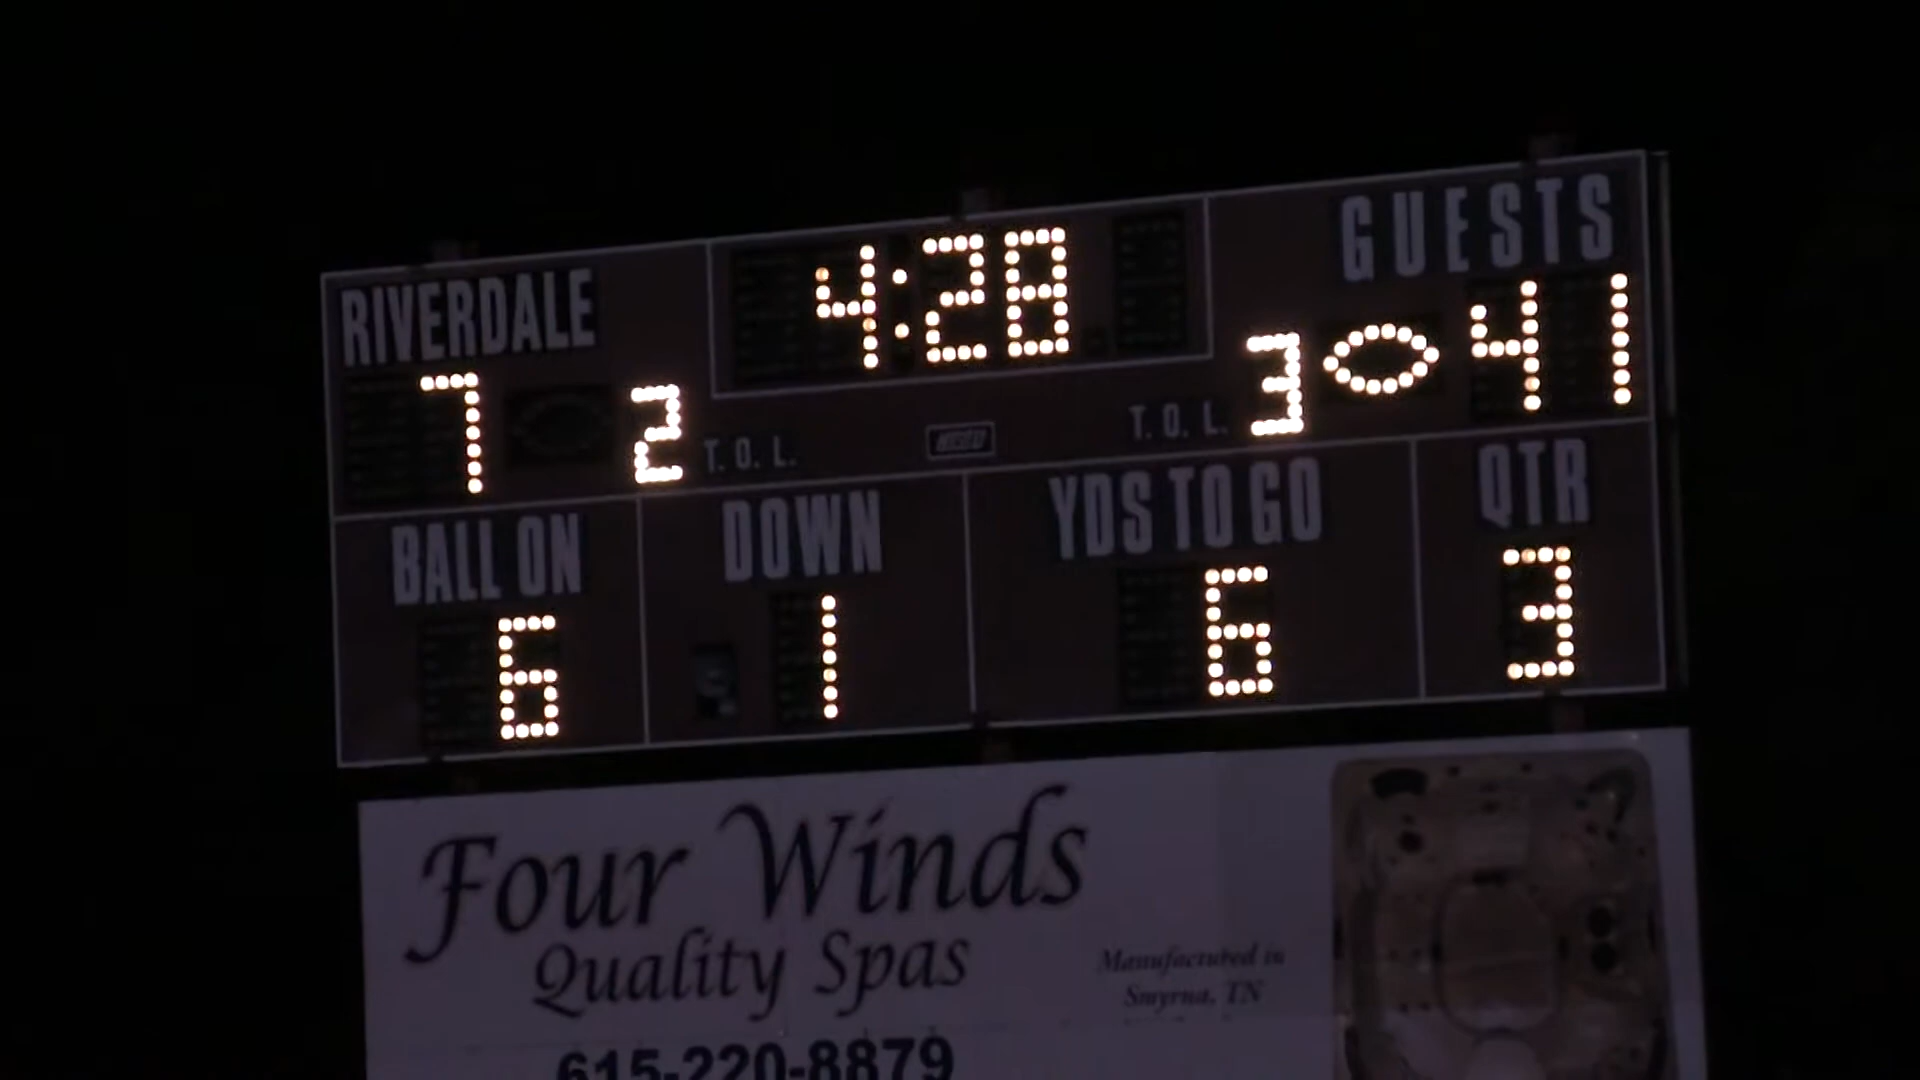 RIVERDALE
4:28
GUESTS
7
2 T. O. L.
T. O. L. 3
41
BALL ON
DOWN
YDS TO GO
QTR
6
1
6
3
Four Winds
Quality Spas
Manufactured in
Smyrna, TN
615-220-8879